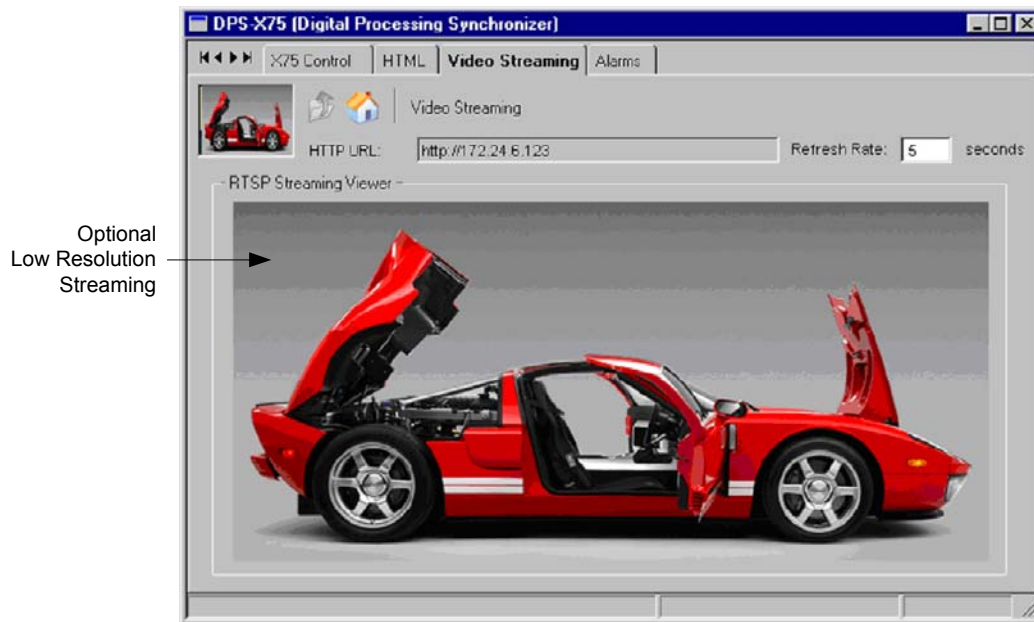 DPS-X75 (Digital Processing Synchronizer)
X75 Control HTML Video Streaming Alarms
Video Streaming
HTTP URL: http://172.24.6.123 Refresh Rate: 5 seconds
RTSP Streaming Viewer
Optional
Low Resolution
Streaming